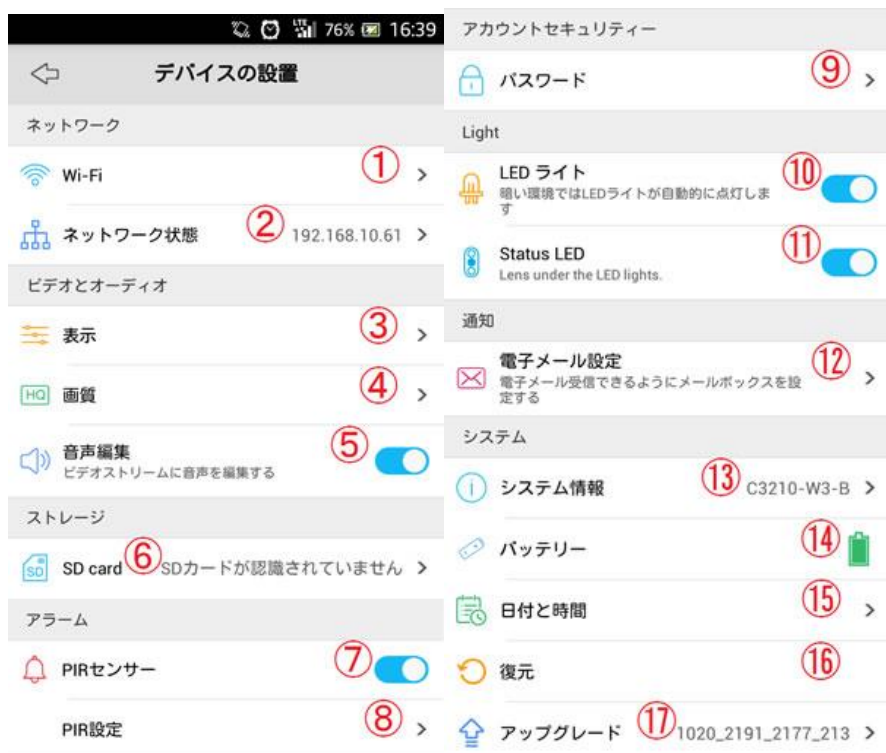 LTE 76% 16:39
デバイスの設置
ネットワーク
Wi-Fi ①
ネットワーク状態 ② 192.168.10.61
ビデオとオーディオ
表示 ③
HQ 画質 ④
音声編集 ⑤
ビデオストリームに音声を編集する
ストレージ
SD SD card ⑥ SDカードが認識されていません
アラーム
PIRセンサー ⑦
PIR設定 ⑧
アカウントセキュリティー
パスワード ⑨
Light
LED ライト ⑩
暗い環境ではLEDライトが自動的に点灯しま
す
Status LED ⑪
Lens under the LED lights.
通知
電子メール設定 ⑫
電子メール受信できるようにメールボックスを設
定する
システム
システム情報 ⑬ C3210-W3-B
バッテリー ⑭
日付と時間 ⑮
復元 ⑯
アップグレード ⑰ 1020_2191_2177_213